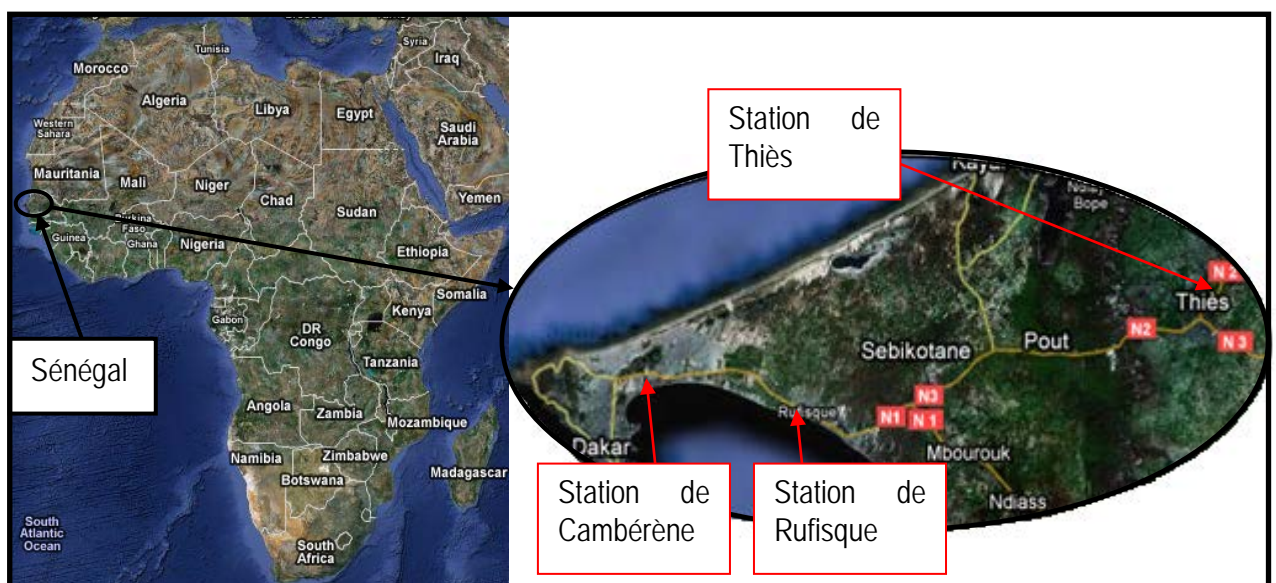 Turkey
Syria
Iraq
Tunisia
Morocco
Algeria
Libya
Egypt
Saudi
Arabia
Western
Sahara
Mauritania
Mali
Niger
Chad
Sudan
Yemen
Burkina
Faso
Guinea
Ghana
Nigeria
Ethiopia
Somalia
Kenya
Gabon
DR
Congo
Tanzania
Angola
Zambia
Mozambique
Namibia
Zimbabwe
Botswana
Madagascar
South
Atlantic
Ocean
South
Africa
Sénégal
Station de
Thiès
Bope
N 2
Thiès
N2
N 3
Sebikotane
Pout
N3
N1
N 1
Rufisque
Mbourouk
Dakar
Ndiass
Station de
Cambérène
Station de
Rufisque